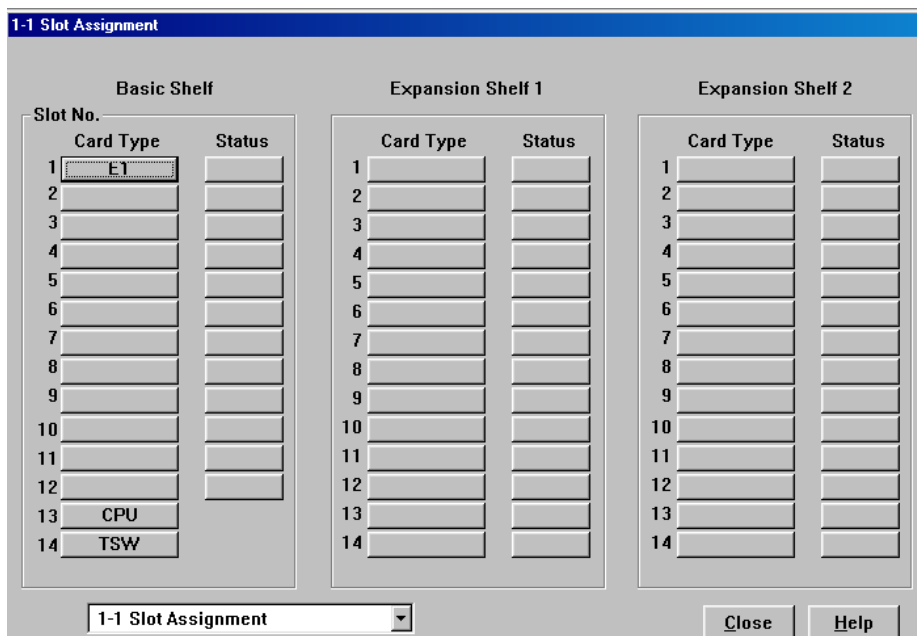 1-1 Slot Assignment
Basic Shelf Expansion Shelf 1 Expansion Shelf 2
Slot No.
Card Type Status Card Type Status Card Type Status
1 E1 1 1
2 2 2
3 3 3
4 4 4
5 5 5
6 6 6
7 7 7
8 8 8
9 9 9
10 10 10
11 11 11
12 12 12
13 CPU 13 13
14 TSW 14 14
1-1 Slot Assignment Close Help